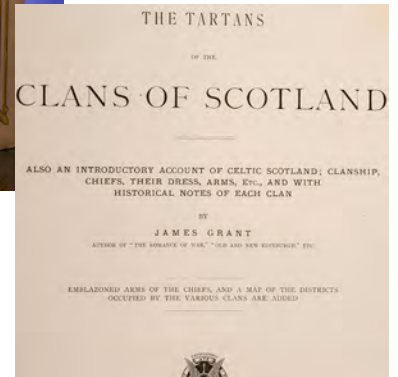 THE TARTANS
OF THE
CLANS OF SCOTLAND
ALSO AN INTRODUCTORY ACCOUNT OF CELTIC SCOTLAND; CLANSHIP,
CHIEFS, THEIR DRESS, ARMS, ETC., AND WITH
HISTORICAL NOTES OF EACH CLAN
BY
JAMES GRANT
AUTHOR OF "THE ROMANCE OF WAR," "OLD AND NEW EDINBURGH," ETC.
EMBLAZONED ARMS OF THE CHIEFS, AND A MAP OF THE DISTRICTS
OCCUPIED BY THE VARIOUS CLANS ARE ADDED